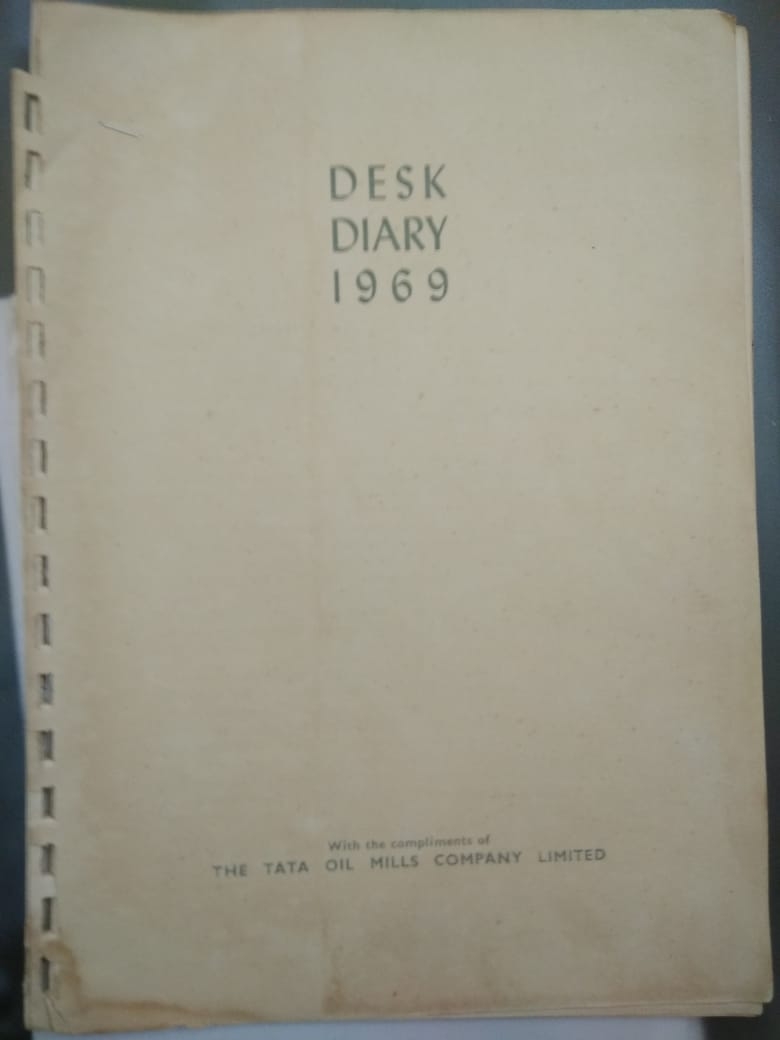 DESK
DIARY
1969
With the compliments of
THE TATA OIL MILLS COMPANY LIMITED